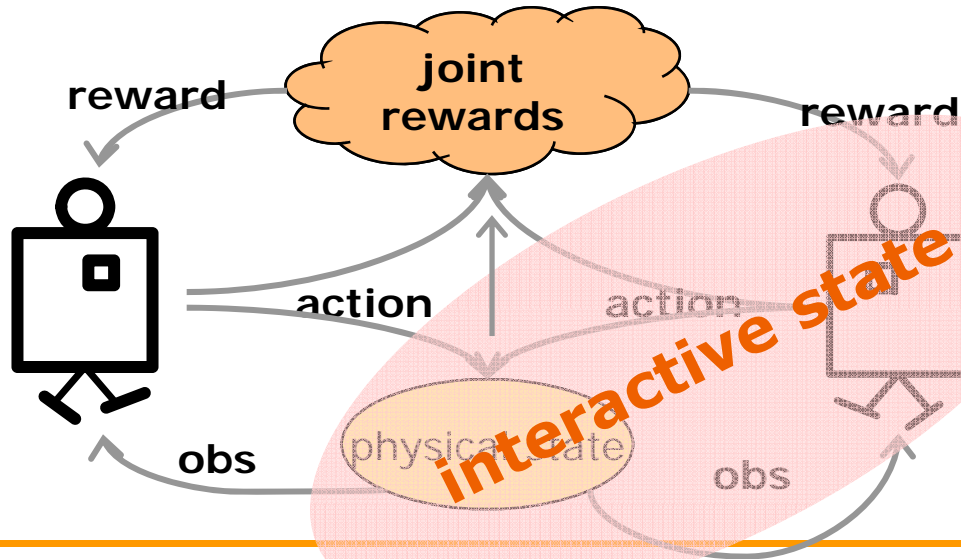 joint
rewards
reward
reward
action
action
interactive state
physical state
obs
obs